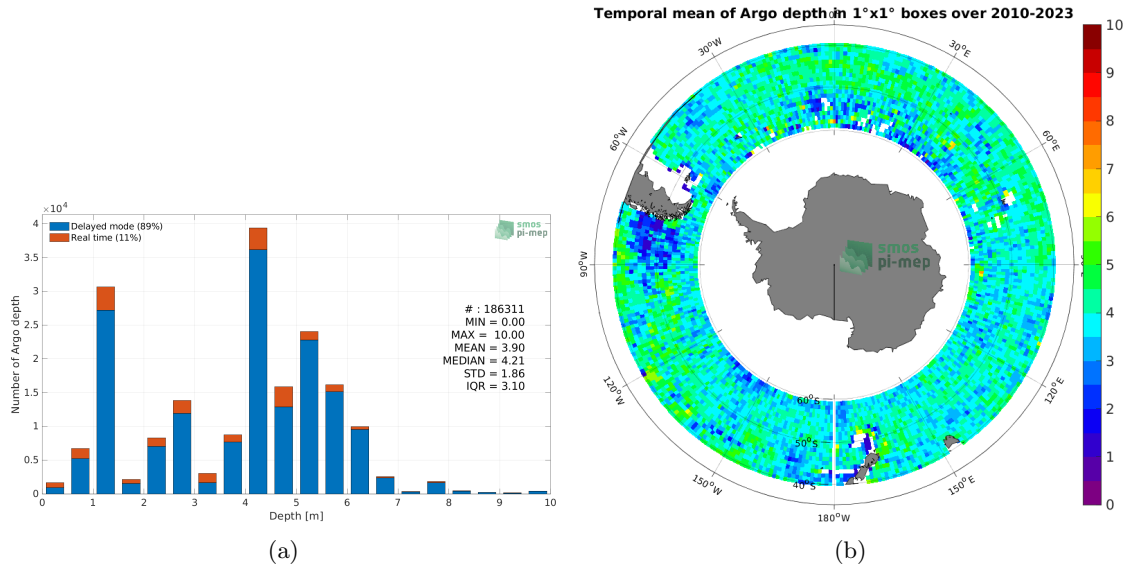 ×10⁴
4
3.5
3
2.5
2
1.5
1
0.5
0
Number of Argo depth
Delayed mode (89%)
Real time (11%)
smos
pi-mep
# : 186311
MIN = 0.00
MAX = 10.00
MEAN = 3.90
MEDIAN = 4.21
STD = 1.86
IQR = 3.10
0 1 2 3 4 5 6 7 8 9 10
Depth [m]
(a)
Temporal mean of Argo depth in 1°x1° boxes over 2010-2023
30°W
30°E
60°W
60°E
90°W
120°W
120°E
150°W
150°E
180°W
60°S
50°S
40°S
smos
pi-mep
10
9
8
7
6
5
4
3
2
1
0
(b)